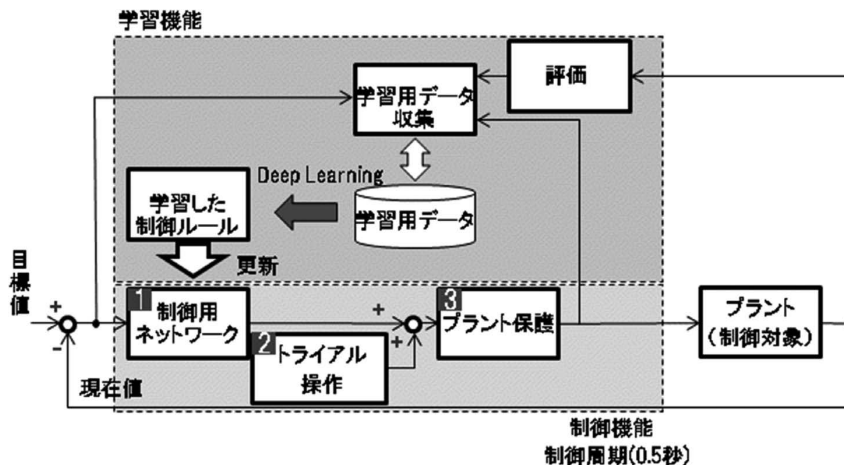 学習機能
評価
学習用データ
収集
Deep Learning
学習した
制御ルール
学習用データ
更新
目標値
+
-
1
制御用
ネットワーク
2
トライアル
操作
+
+
3
プラント保護
プラント
(制御対象)
現在値
制御機能
制御周期(0.5秒)